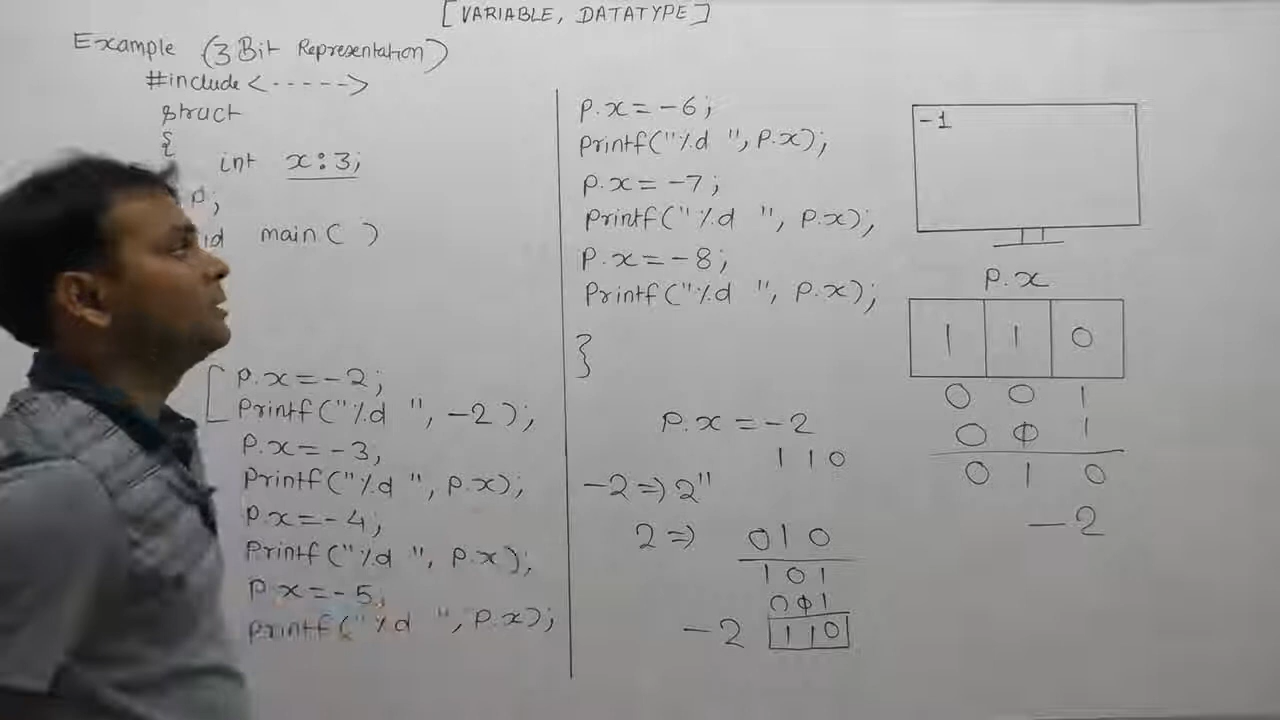 [VARIABLE, DATATYPE]
Example (3 Bit Representation)
#include<----->
struct
{
int x:3;
p;
id main( )
p.x=-2;
Printf("%d ", -2);
p.x=-3,
Printf("%d ", p.x);
p.x=-4,
Printf("%d ", p.x);
p.x=-5;
printf("%d ", p.x);
p.x=-6;
Printf("%d ", p.x);
p.x=-7;
Printf("%d ", p.x);
p.x=-8;
Printf("%d ", p.x);
}
p.x=-2
110
-2⇒2"
2⇒ 010
101
001
-2 110
-1
p.x
1 1 0
0 0 1
0 0 1
0 1 0
-2